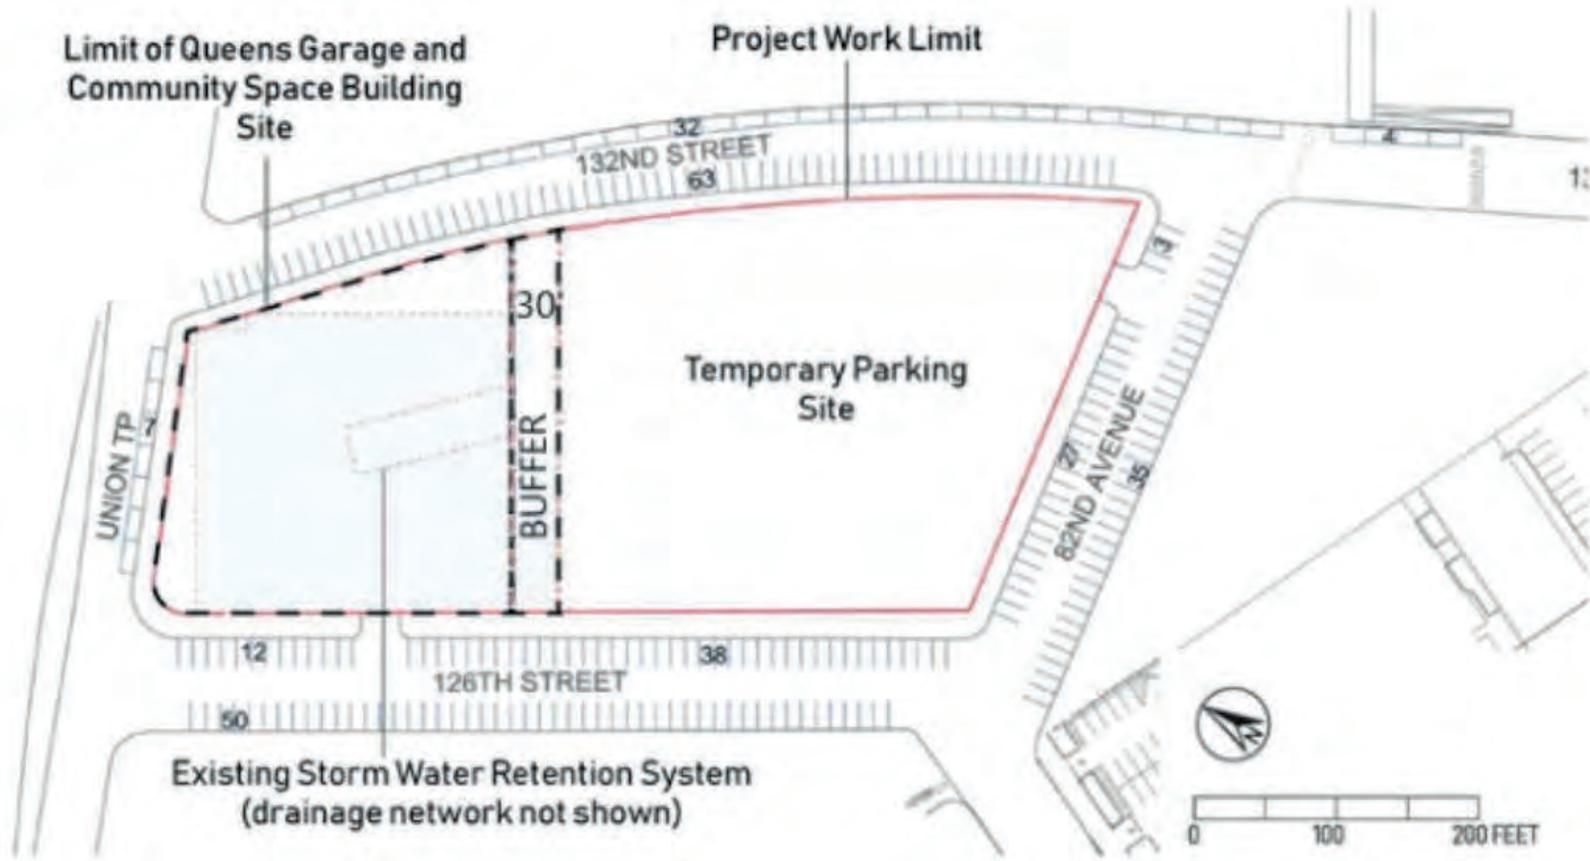 Limit of Queens Garage and
Community Space Building
Site
Project Work Limit
32
132ND STREET
63
4
3
30
BUFFER
Temporary Parking
Site
UNION TP
7
27
82ND AVENUE
35
12
38
126TH STREET
50
Existing Storm Water Retention System
(drainage network not shown)
N
0
100
200 FEET